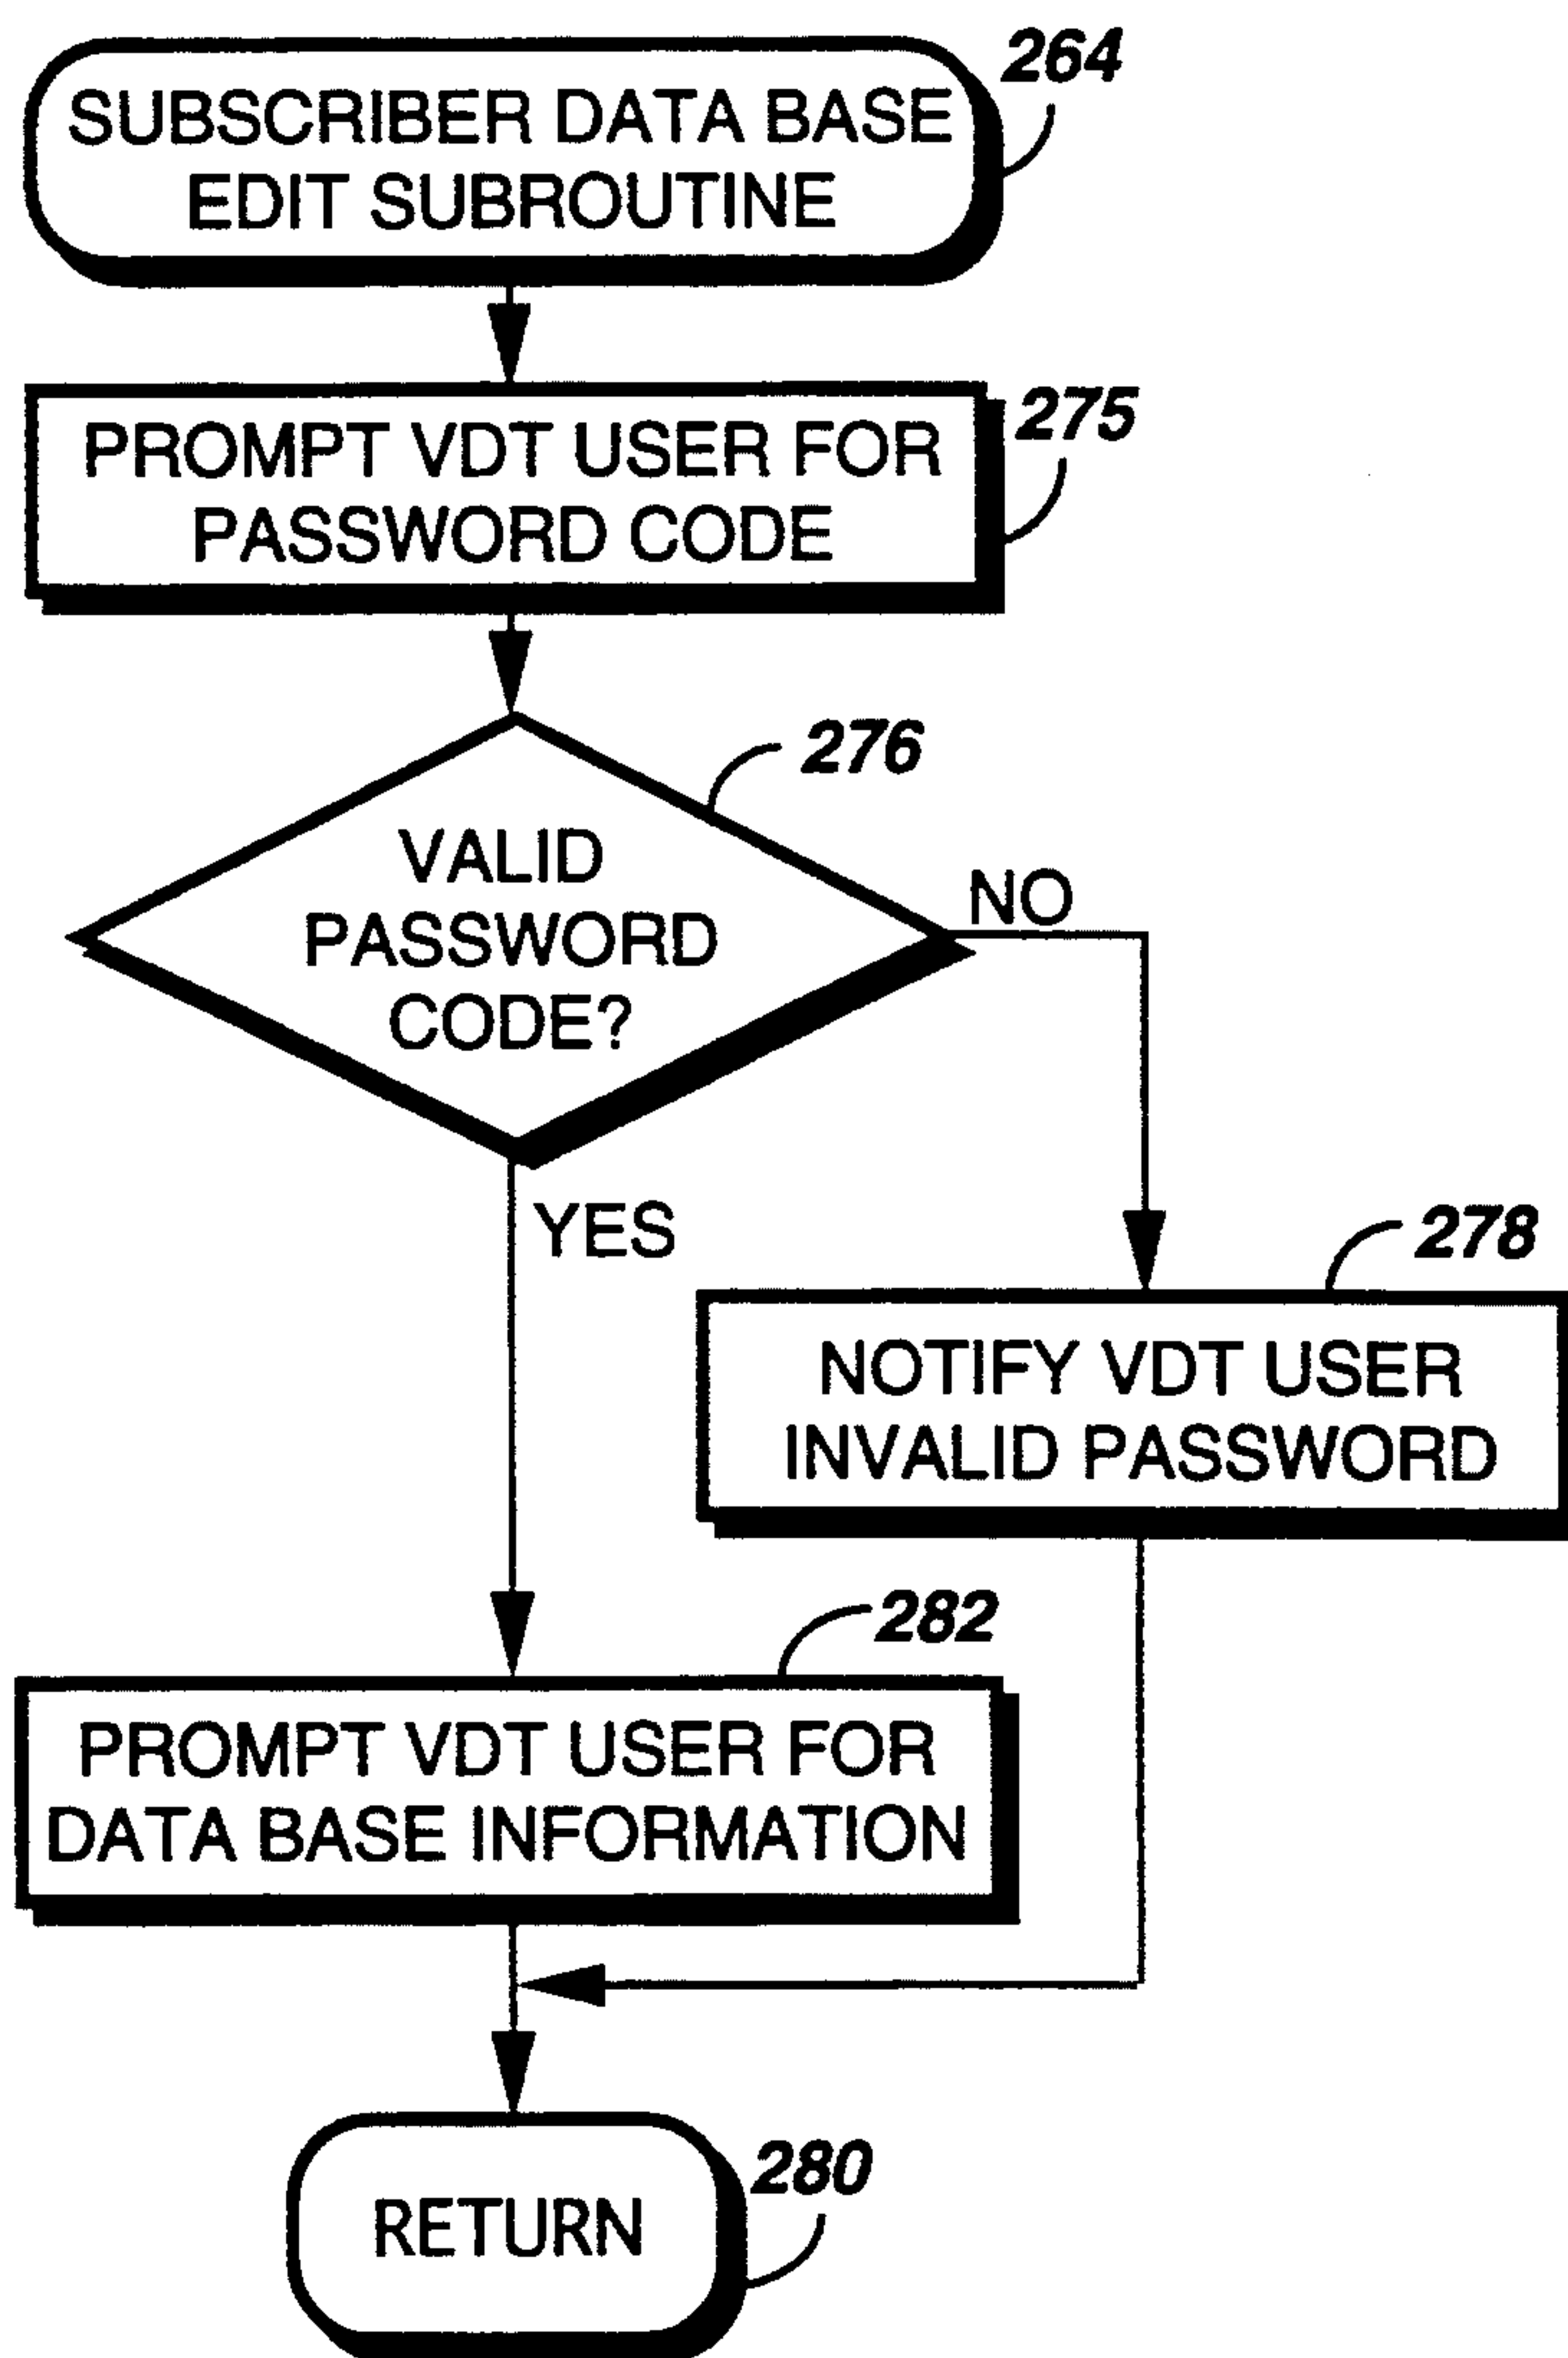 264
SUBSCRIBER DATA BASE
EDIT SUBROUTINE
275
PROMPT VDT USER FOR
PASSWORD CODE
276
VALID
PASSWORD
CODE?
NO
YES
278
NOTIFY VDT USER
INVALID PASSWORD
282
PROMPT VDT USER FOR
DATA BASE INFORMATION
280
RETURN